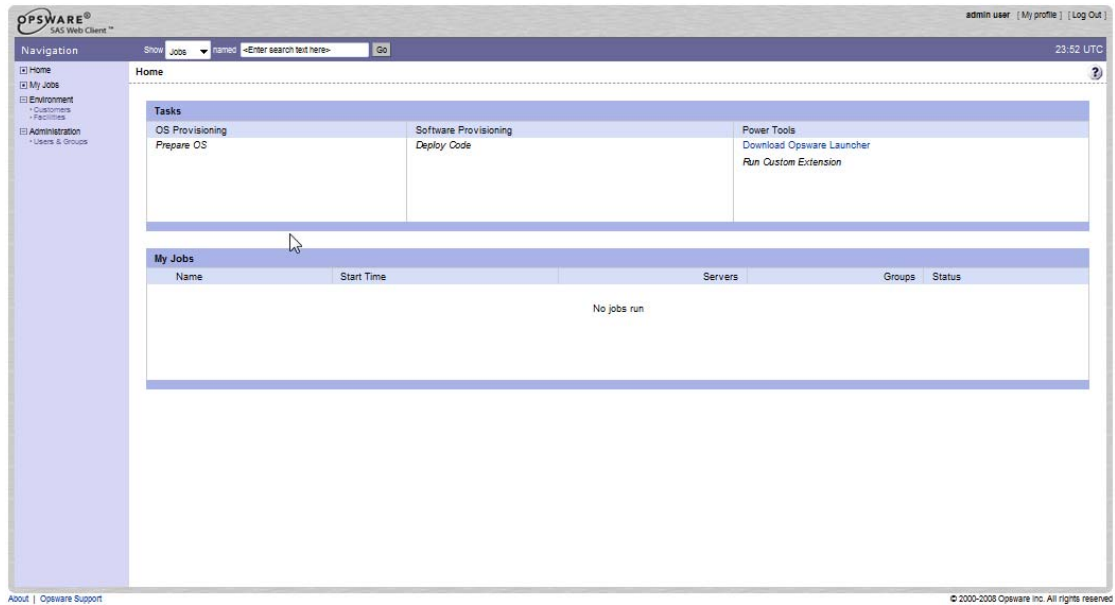 OPSWARE®
SAS Web Client ™
admin user [ My profile ] [ Log Out ]
Navigation
Show Jobs named <Enter search text here> Go
23:52 UTC
Home
My Jobs
Environment
Customers
Facilities
Administration
Users & Groups
Home
?
Tasks
OS Provisioning Software Provisioning Power Tools
Prepare OS Deploy Code Download Opsware Launcher
Run Custom Extension
My Jobs
Name Start Time Servers Groups Status
No jobs run
About | Opsware Support
© 2000-2008 Opsware Inc. All rights reserved